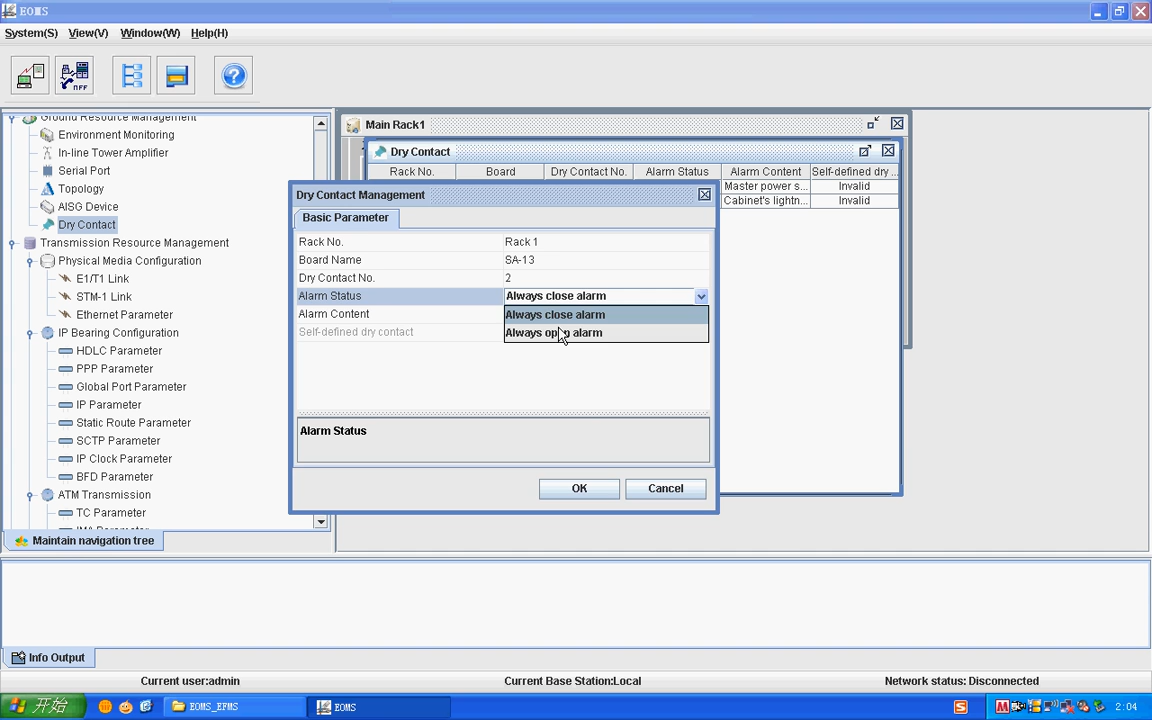 EOMS
System(S) View(V) Window(W) Help(H)
OFF
Ground Resource Management
Environment Monitoring
In-line Tower Amplifier
Serial Port
Topology
AISG Device
Dry Contact
Transmission Resource Management
Physical Media Configuration
E1/T1 Link
STM-1 Link
Ethernet Parameter
IP Bearing Configuration
HDLC Parameter
PPP Parameter
Global Port Parameter
IP Parameter
Static Route Parameter
SCTP Parameter
IP Clock Parameter
BFD Parameter
ATM Transmission
TC Parameter
IMA Parameter
Maintain navigation tree
Main Rack1
Dry Contact
Rack No. Board Dry Contact No. Alarm Status Alarm Content Self-defined dry ...
Master power s... Invalid
Cabinet's lightn... Invalid
Dry Contact Management
Basic Parameter
Rack No. Rack 1
Board Name SA-13
Dry Contact No. 2
Alarm Status Always close alarm
Alarm Content Always close alarm
Self-defined dry contact Always open alarm
Alarm Status
OK Cancel
Info Output
Current user:admin Current Base Station:Local Network status: Disconnected
开始 EOMS_EFMS EOMS 2:04